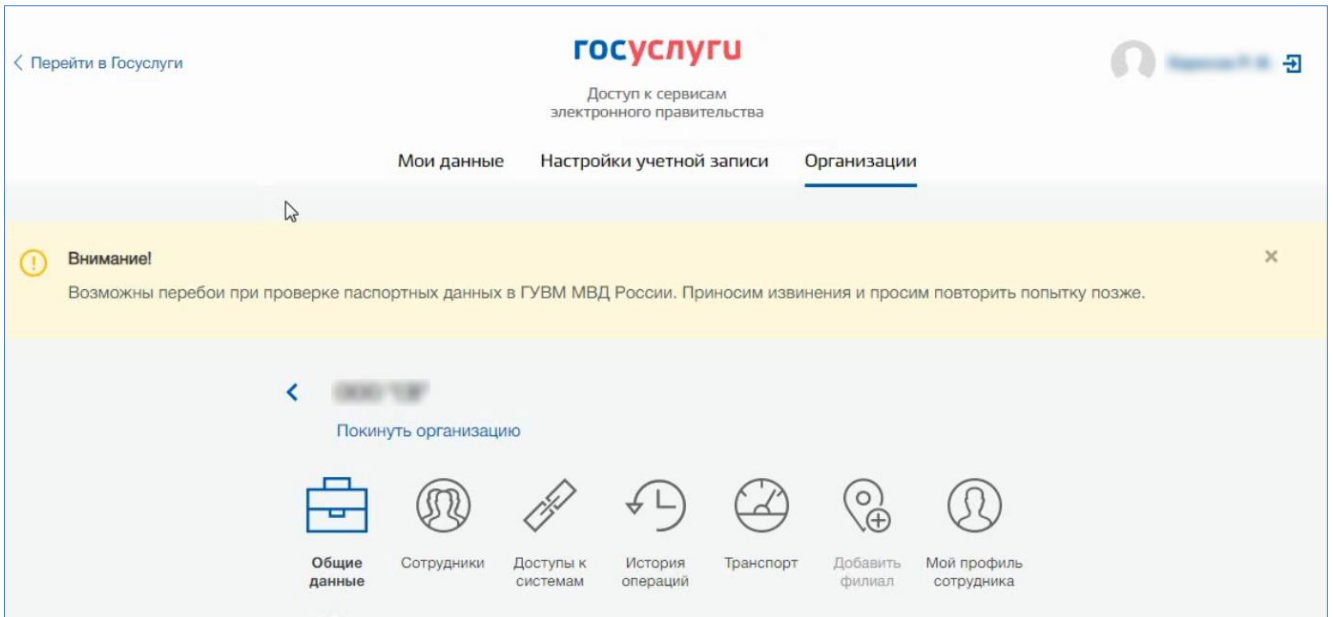 Перейти в Госуслуги
госуслуги
Доступ к сервисам
электронного правительства
Мои данные Настройки учетной записи Организации
Внимание!
Возможны перебои при проверке паспортных данных в ГУВМ МВД России. Приносим извинения и просим повторить попытку позже.
Покинуть организацию
Общие
данные
Сотрудники
Доступы к
системам
История
операций
Транспорт
Добавить
филиал
Мой профиль
сотрудника